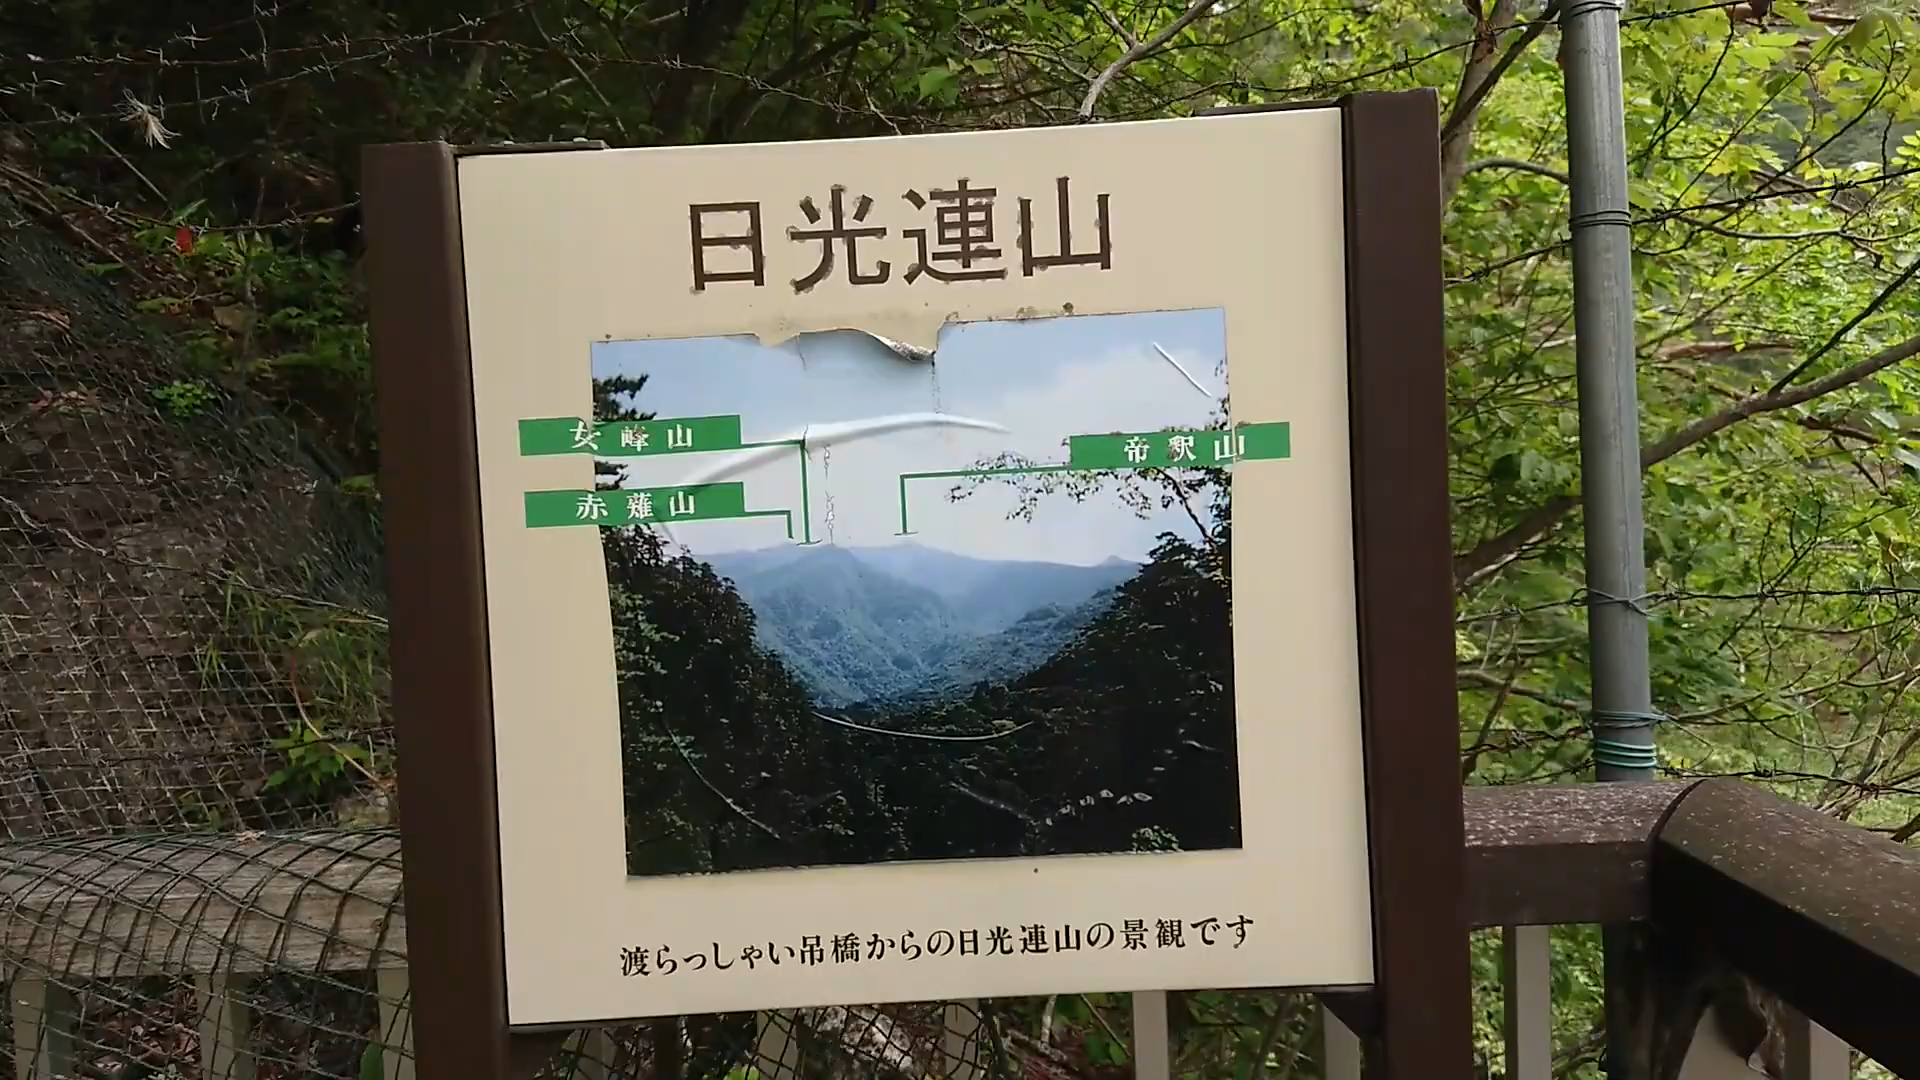 日光連山
女峰山
帝釈山
赤薙山
渡らっしゃい吊橋からの日光連山の景観です